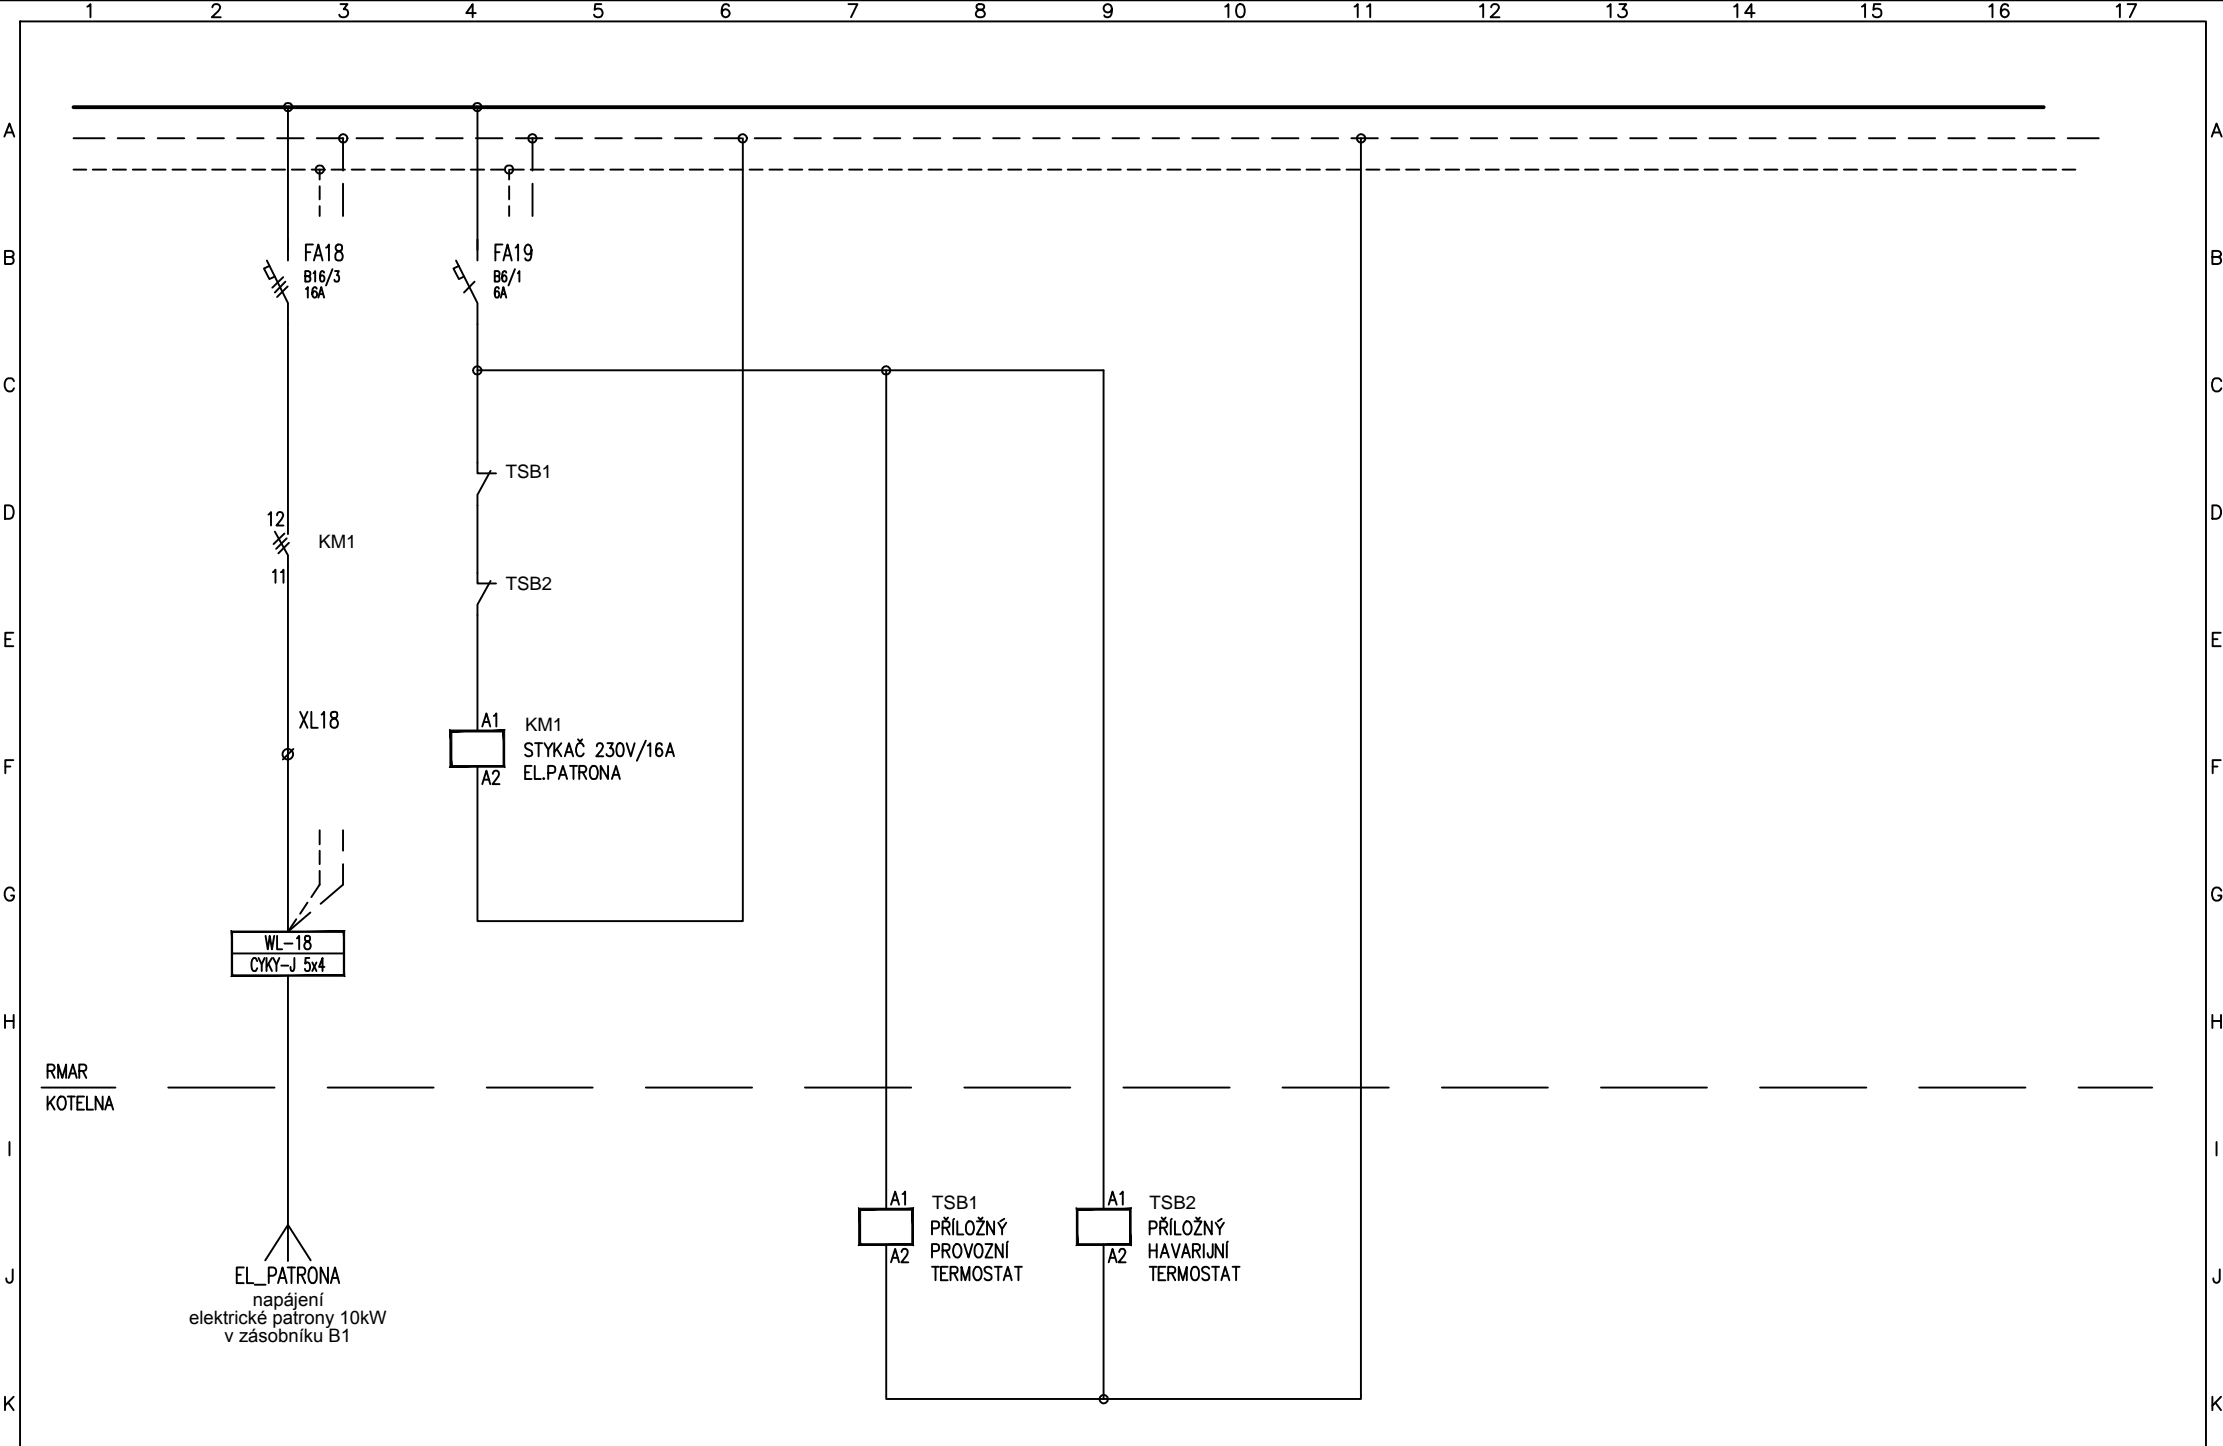 1 2 3 4 5 6 7 8 9 10 11 12 13 14 15 16 17
A A
B B
FA18
B16/3
16A
FA19
B6/1
6A
C C
TSB1
D D
12
KM1
11
TSB2
E E
XL18
A1
KM1
STYKAČ 230V/16A
EL.PATRONA
A2
F F
G G
WL-18
CYKY-J 5x4
H H
RMAR
KOTELNA
I I
A1
TSB1
PŘÍLOŽNÝ
PROVOZNÍ
TERMOSTAT
A2
A1
TSB2
PŘÍLOŽNÝ
HAVARIJNÍ
TERMOSTAT
A2
J J
EL_PATRONA
napájení
elektrické patrony 10kW
v zásobníku B1
K K